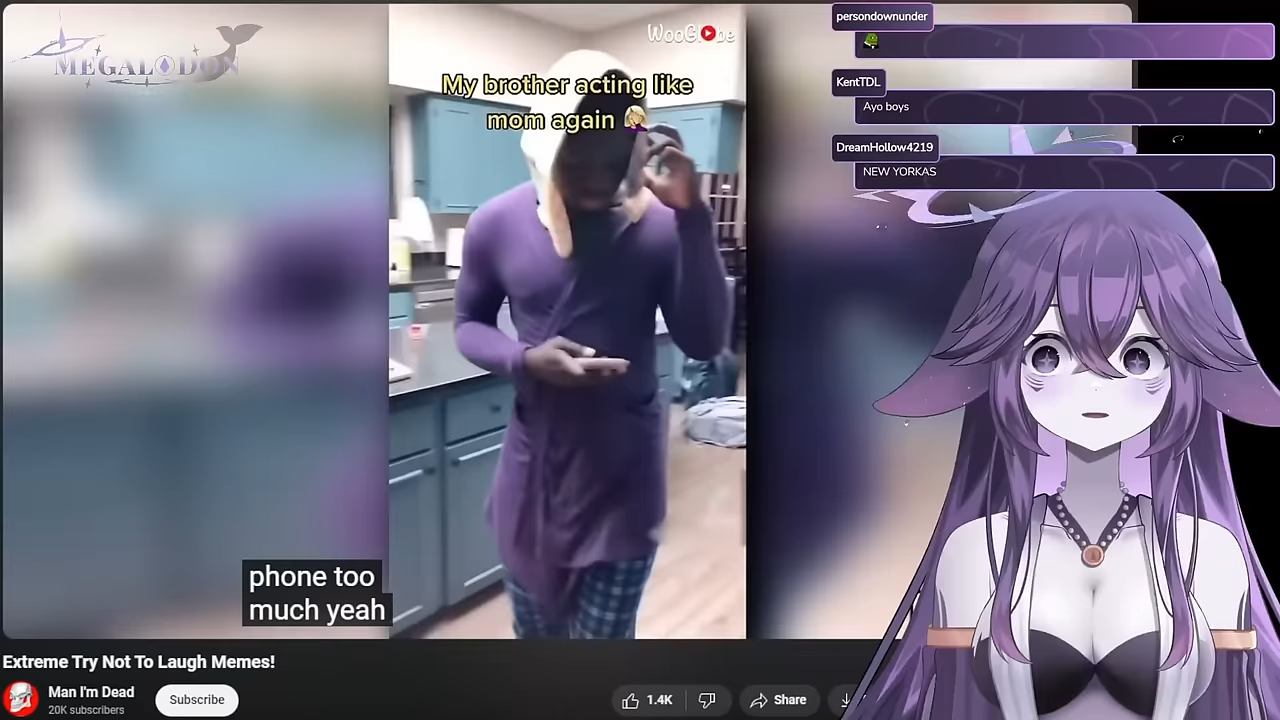 MEGALODON
WooGlobe
My brother acting like
mom again
phone too
much yeah
persondownunder
KentTDL
Ayo boys
DreamHollow4219
NEW YORKAS
Extreme Try Not To Laugh Memes!
Man I'm Dead
20K subscribers
Subscribe
1.4K
Share